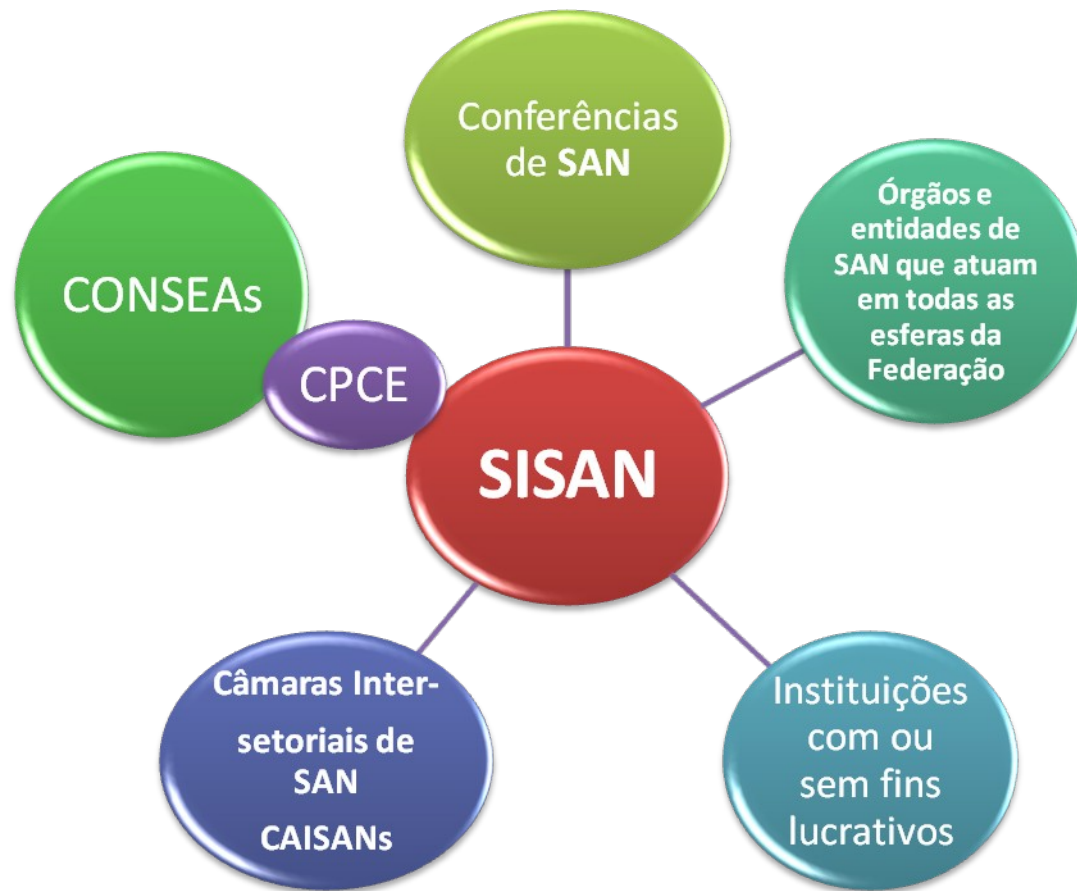 Conferências
de SAN
Órgãos e
entidades de
SAN que atuam
em todas as
esferas da
Federação
CONSEAs
CPCE
SISAN
Câmaras Inter-
setoriais de
SAN
CAISANs
Instituições
com ou
sem fins
lucrativos